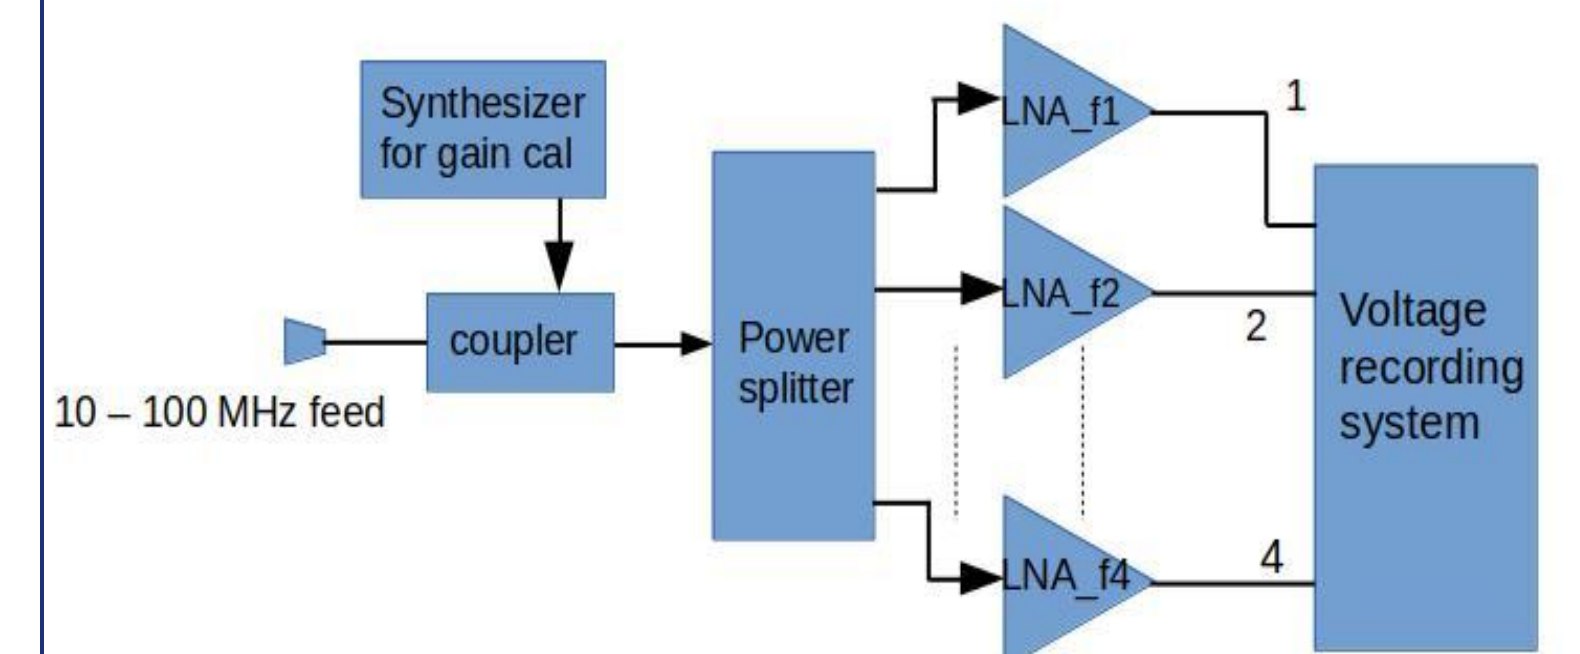 Synthesizer
for gain cal
coupler
10 – 100 MHz feed
Power
splitter
LNA_f1
1
LNA_f2
2
LNA_f4
4
Voltage
recording
system